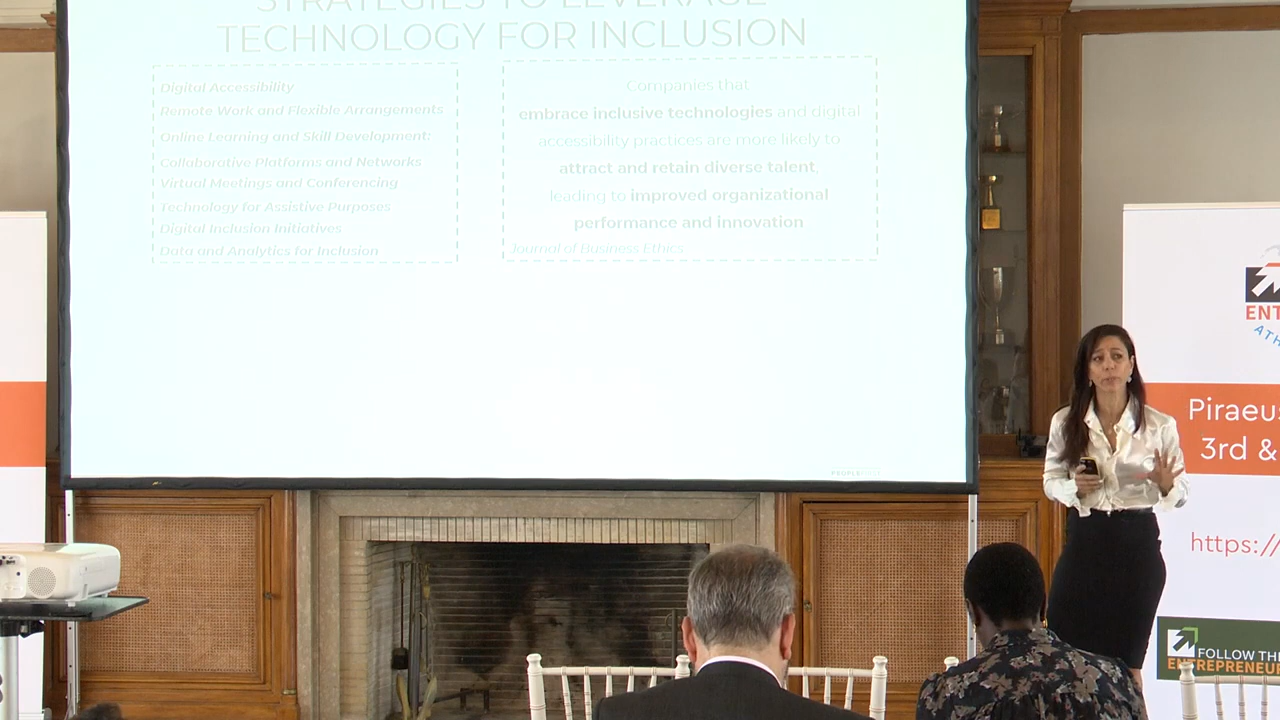 STRATEGIES TO LEVERAGE
TECHNOLOGY FOR INCLUSION
Digital Accessibility
Remote Work and Flexible Arrangements
Online Learning and Skill Development:
Collaborative Platforms and Networks
Virtual Meetings and Conferencing
Technology for Assistive Purposes
Digital Inclusion Initiatives
Data and Analytics for Inclusion
Companies that
embrace inclusive technologies and digital
accessibility practices are more likely to
attract and retain diverse talent,
leading to improved organizational
performance and innovation
Journal of Business Ethics
ENT
ATH
Piraeus
3rd &
https://
FOLLOW THE
ENTREPRENEUR